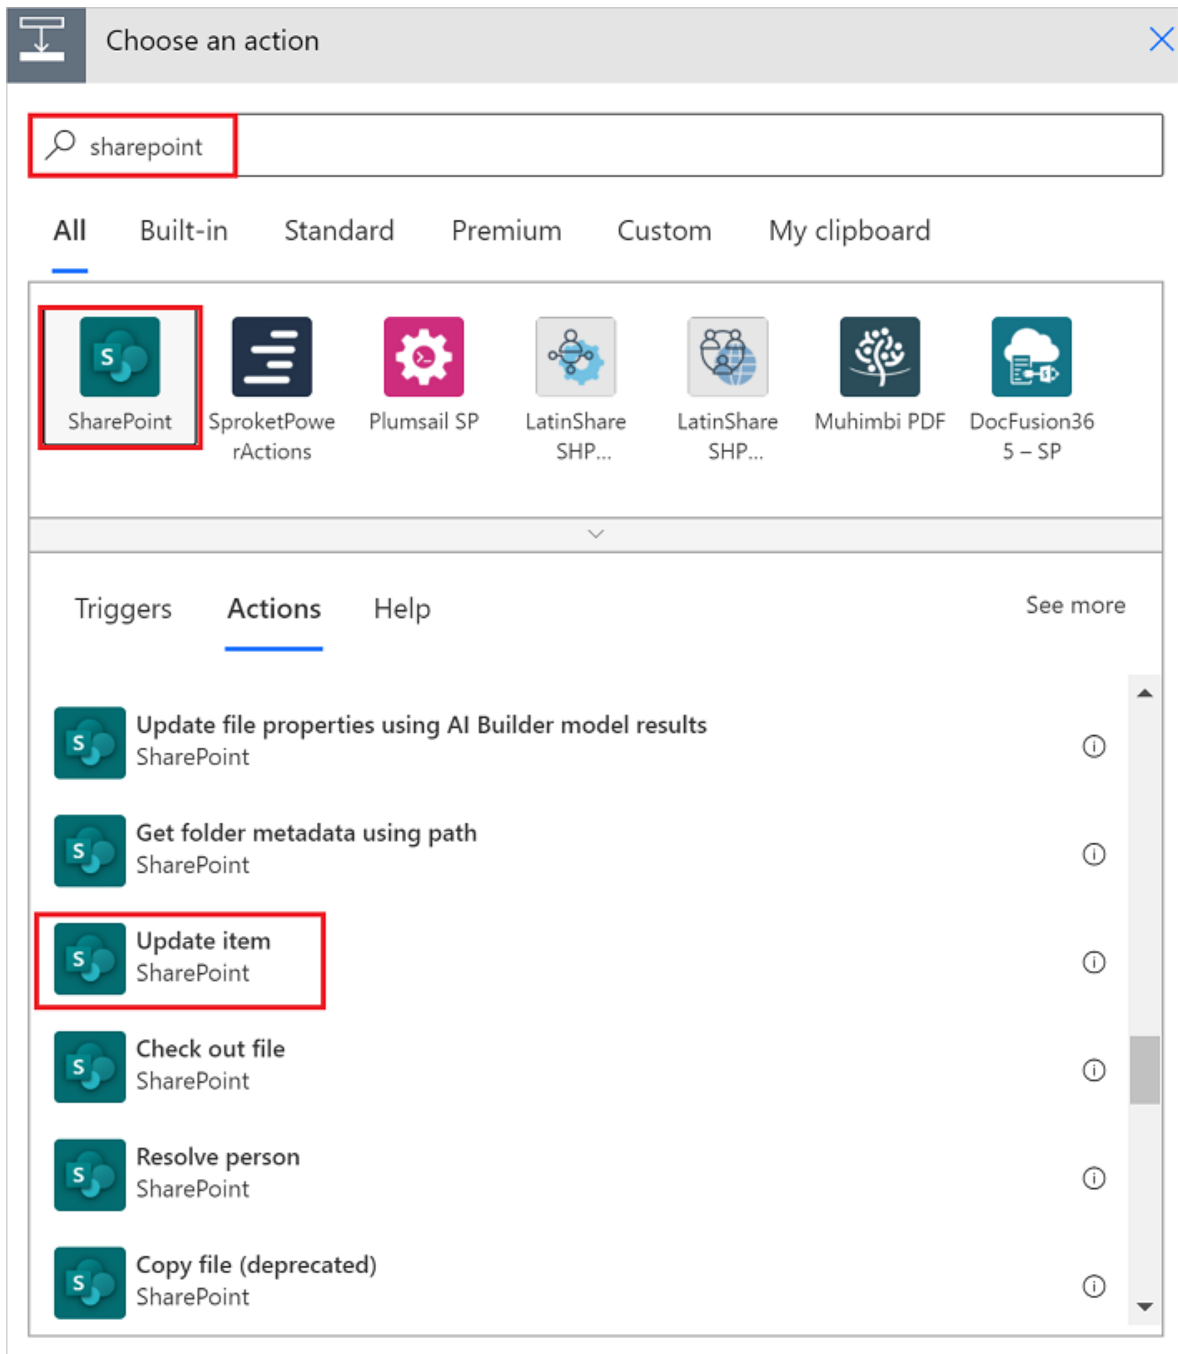 Choose an action
sharepoint
All Built-in Standard Premium Custom My clipboard
SharePoint SproketPowe Plumsail SP LatinShare LatinShare Muhimbi PDF DocFusion36
rActions SHP... SHP... 5 – SP
Triggers Actions Help See more
Update file properties using AI Builder model results
SharePoint
Get folder metadata using path
SharePoint
Update item
SharePoint
Check out file
SharePoint
Resolve person
SharePoint
Copy file (deprecated)
SharePoint